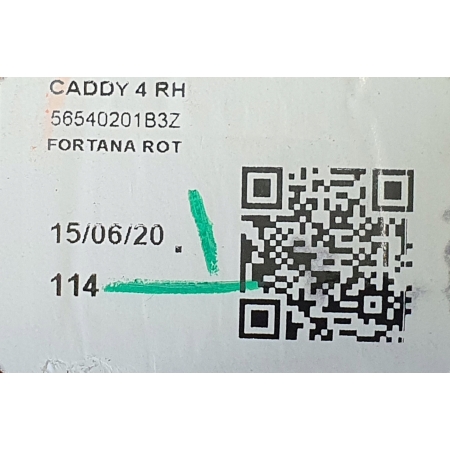 CADDY 4 RH
56540201B3Z
FORTANA ROT
15/06/20
114